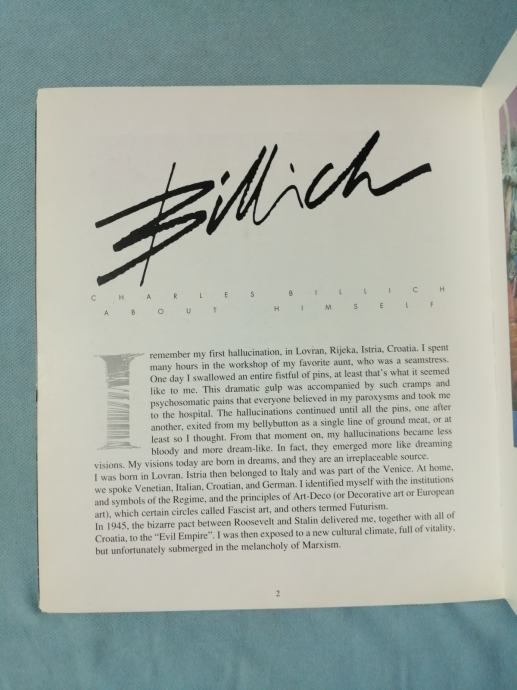 Billich
CHARLES BILLICH
ABOUT HIMSELF
I remember my first hallucination, in Lovran, Rijeka, Istria, Croatia. I spent
many hours in the workshop of my favorite aunt, who was a seamstress.
One day I swallowed an entire fistful of pins, at least that's what it seemed
like to me. This dramatic gulp was accompanied by such cramps and
psychosomatic pains that everyone believed in my paroxysms and took me
to the hospital. The hallucinations continued until all the pins, one after
another, exited from my bellybutton as a single line of ground meat, or at
least so I thought. From that moment on, my hallucinations became less
bloody and more dream-like. In fact, they emerged more like dreaming
visions. My visions today are born in dreams, and they are an irreplaceable source.
I was born in Lovran. Istria then belonged to Italy and was part of the Venice. At home,
we spoke Venetian, Italian, Croatian, and German. I identified myself with the institutions
and symbols of the Regime, and the principles of Art-Deco (or Decorative art or European
art), which certain circles called Fascist art, and others termed Futurism.
In 1945, the bizarre pact between Roosevelt and Stalin delivered me, together with all of
Croatia, to the "Evil Empire". I was then exposed to a new cultural climate, full of vitality,
but unfortunately submerged in the melancholy of Marxism.
2